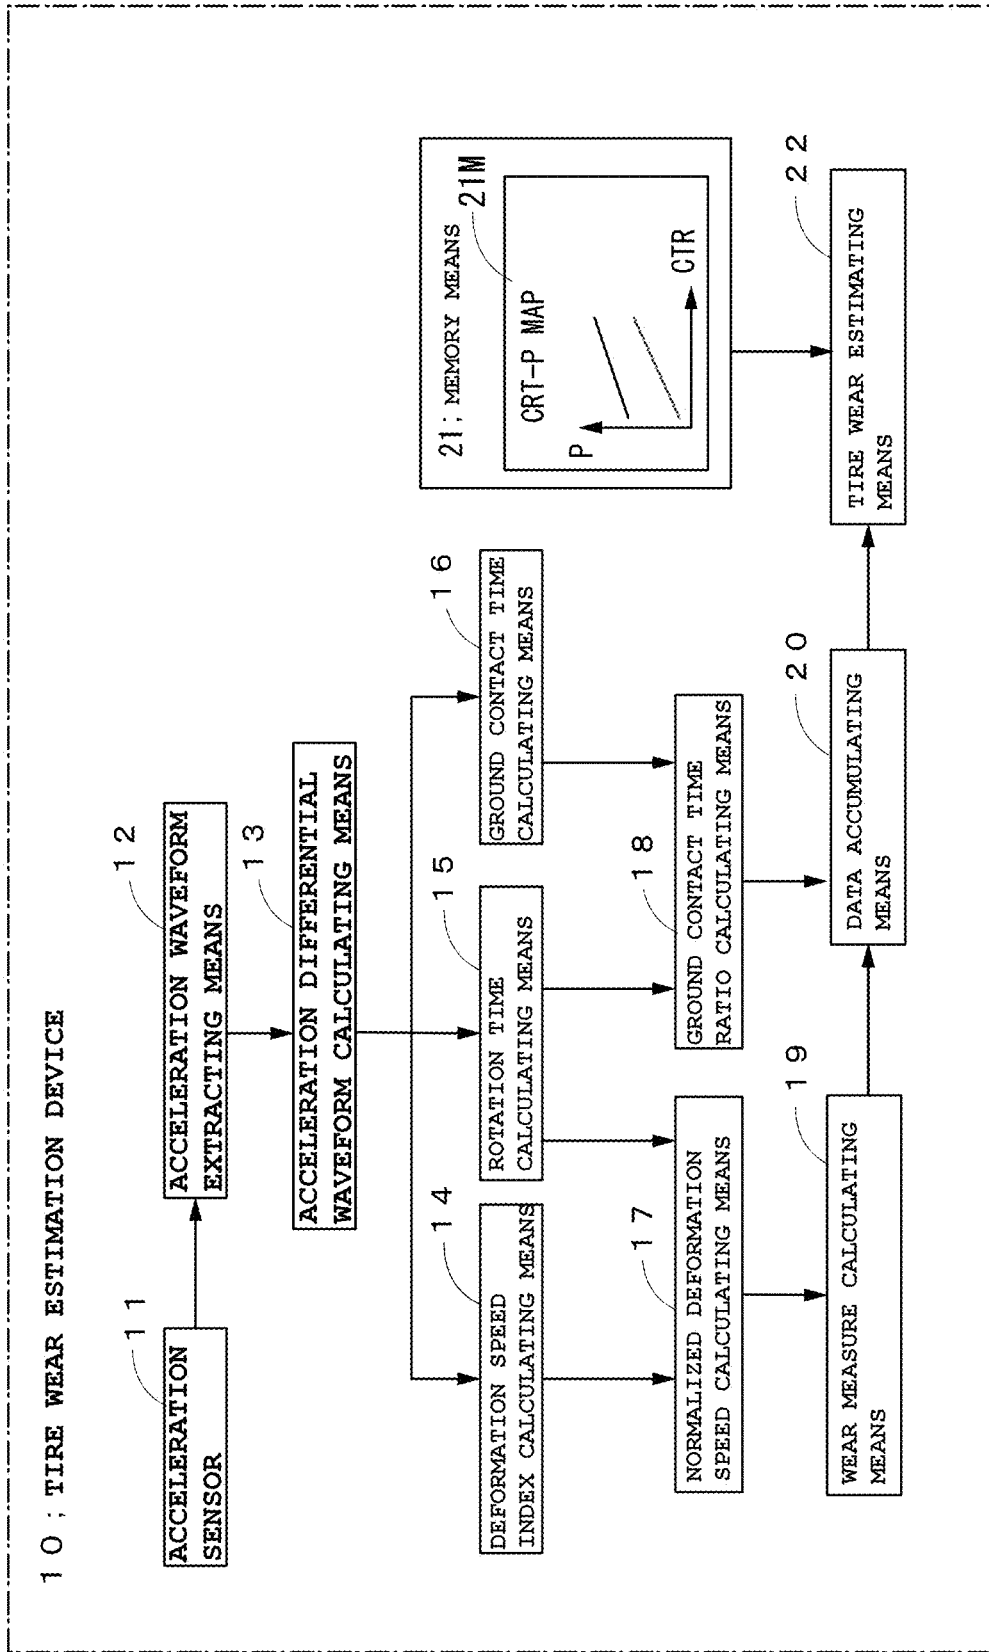 10; TIRE WEAR ESTIMATION DEVICE
11
ACCELERATION
SENSOR
12
ACCELERATION WAVEFORM
EXTRACTING MEANS
13
ACCELERATION DIFFERENTIAL
WAVEFORM CALCULATING MEANS
14
DEFORMATION SPEED
INDEX CALCULATING MEANS
15
ROTATION TIME
CALCULATING MEANS
16
GROUND CONTACT TIME
CALCULATING MEANS
17
NORMALIZED DEFORMATION
SPEED CALCULATING MEANS
18
GROUND CONTACT TIME
RATIO CALCULATING MEANS
19
WEAR MEASURE CALCULATING
MEANS
20
DATA ACCUMULATING
MEANS
21; MEMORY MEANS
21M
CRT-P MAP
P
CTR
22
TIRE WEAR ESTIMATING
MEANS